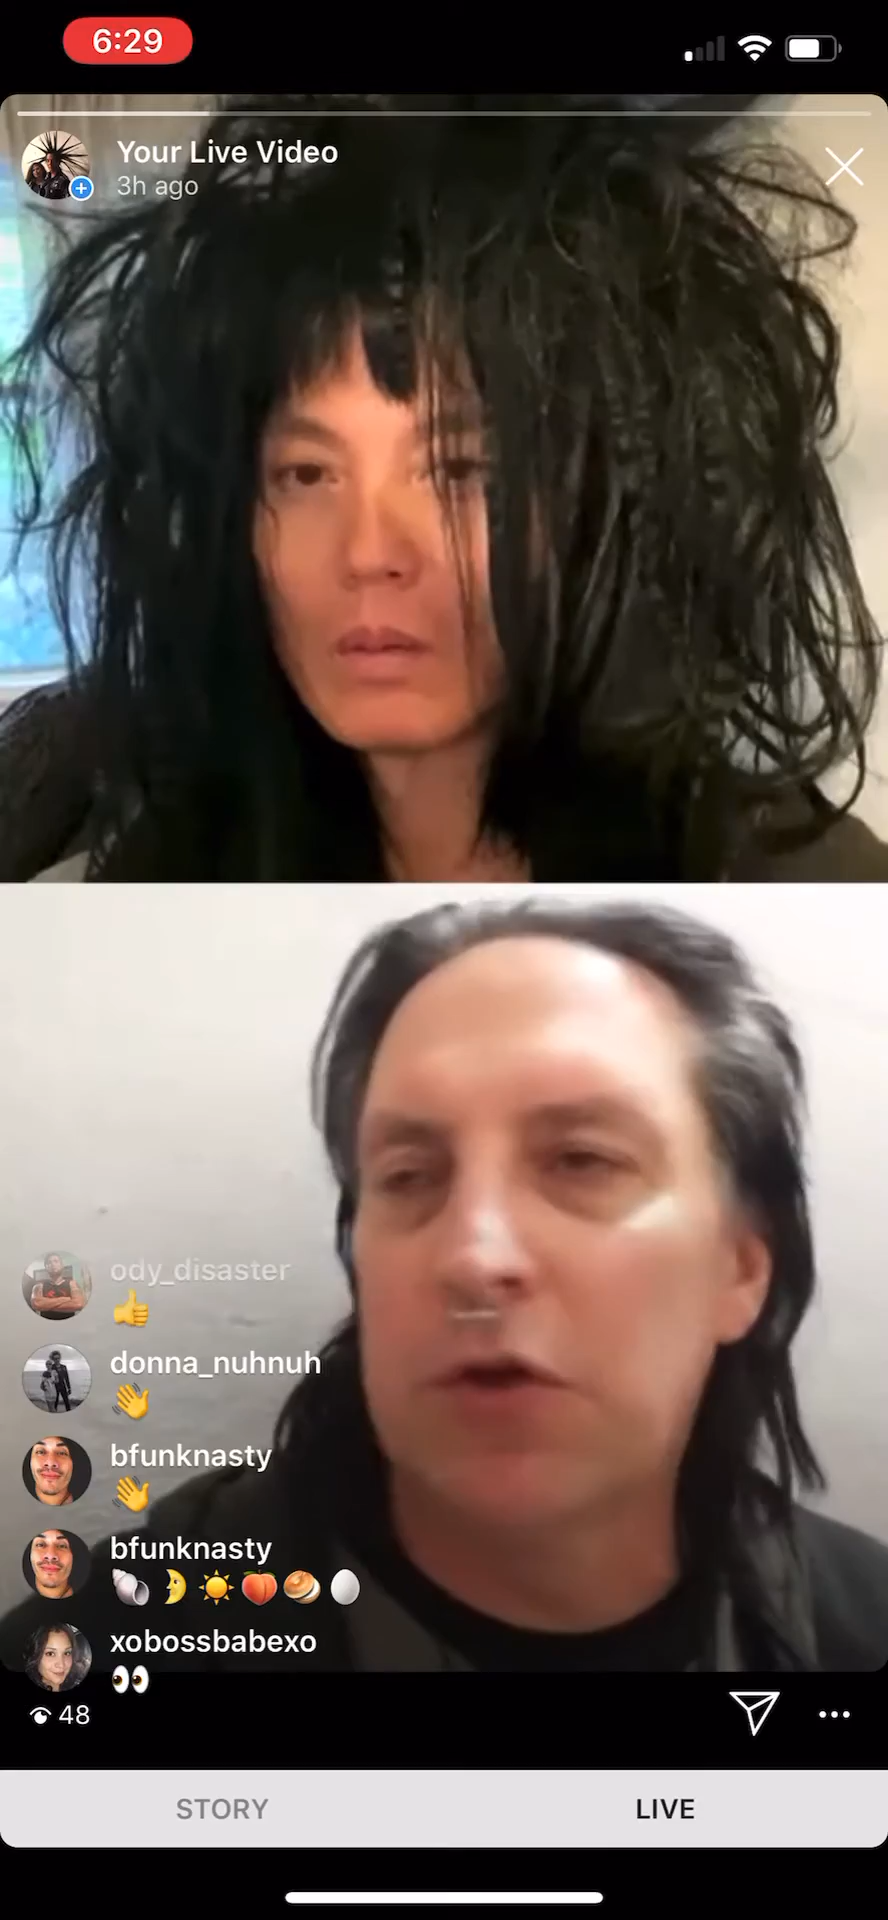 6:29
Your Live Video
3h ago
ody_disaster
👍
donna_nuhnuh
👋
bfunknasty
👋
bfunknasty
🐚🌛☀️🍑🥯🥚
xobossbabexo
👀
48
STORY
LIVE